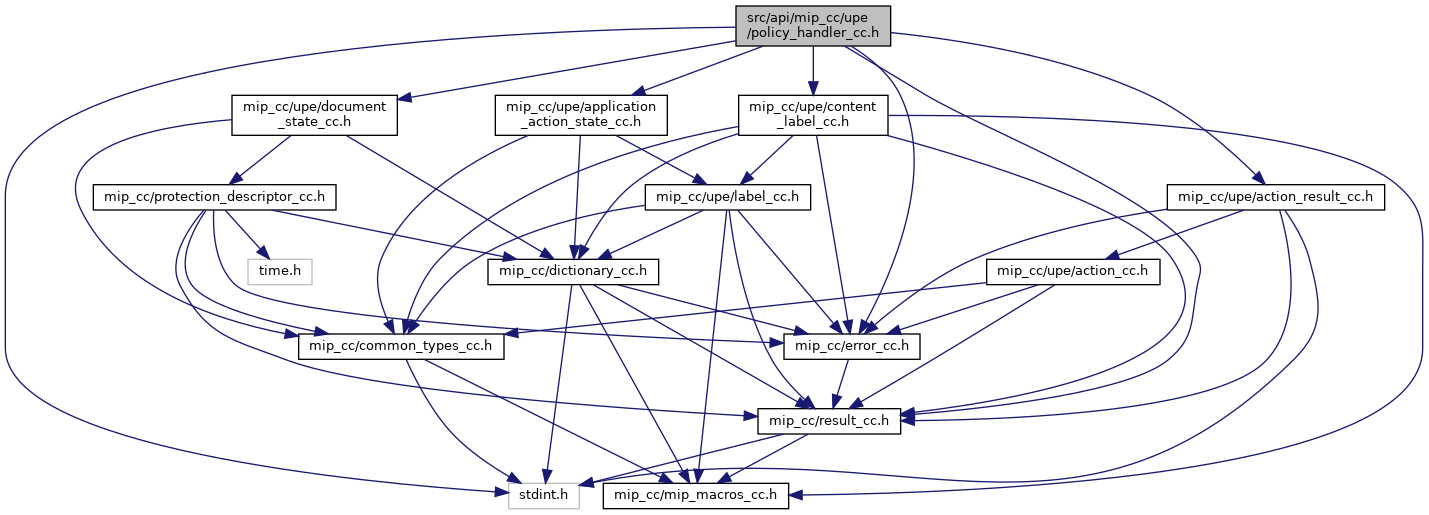 src/api/mip_cc/upe
/policy_handler_cc.h
mip_cc/upe/document
_state_cc.h
mip_cc/upe/application
_action_state_cc.h
mip_cc/upe/content
_label_cc.h
mip_cc/protection_descriptor_cc.h
mip_cc/upe/label_cc.h
mip_cc/upe/action_result_cc.h
time.h
mip_cc/dictionary_cc.h
mip_cc/upe/action_cc.h
mip_cc/common_types_cc.h
mip_cc/error_cc.h
mip_cc/result_cc.h
stdint.h
mip_cc/mip_macros_cc.h